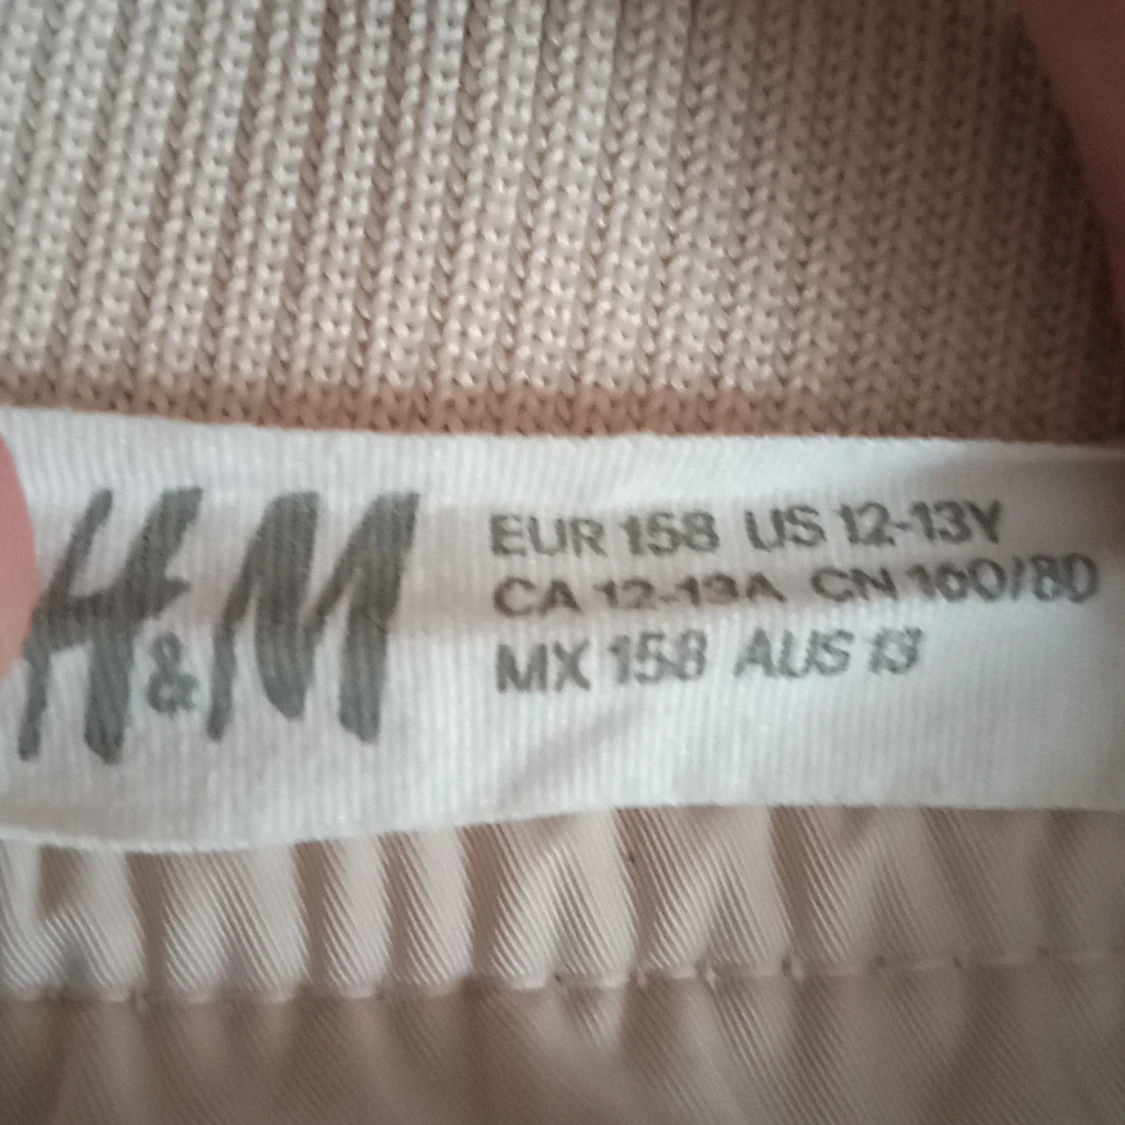 H&M
EUR 158 US 12-13Y
CA 12-13A CN 160/80
MX 158 AUS 13